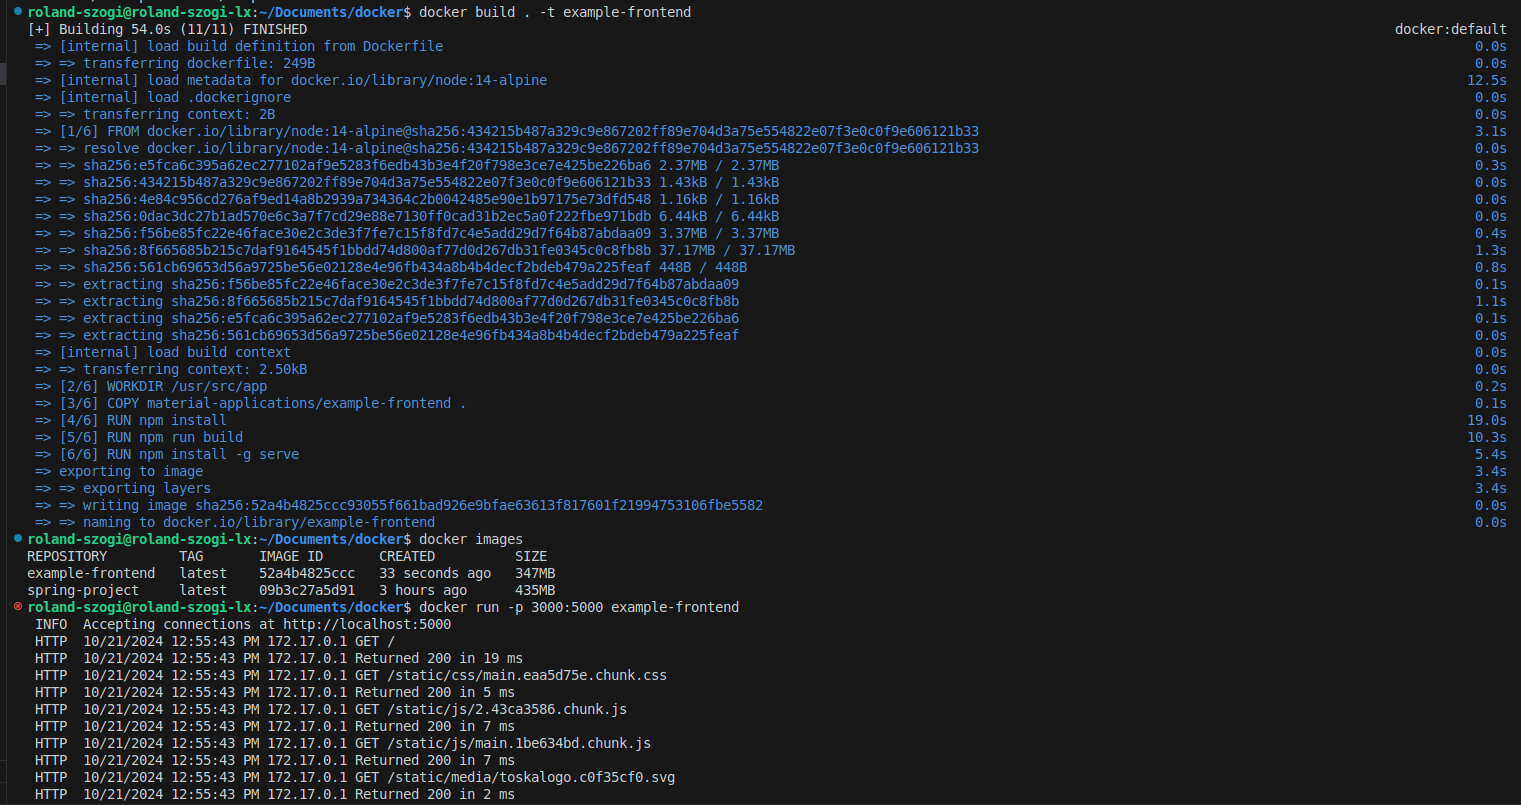 roland-szogi@roland-szogi-lx:~/Documents/docker$ docker build . -t example-frontend
[+] Building 54.0s (11/11) FINISHED docker:default
=> [internal] load build definition from Dockerfile 0.0s
=> => transferring dockerfile: 249B 0.0s
=> [internal] load metadata for docker.io/library/node:14-alpine 12.5s
=> [internal] load .dockerignore 0.0s
=> => transferring context: 2B 0.0s
=> [1/6] FROM docker.io/library/node:14-alpine@sha256:434215b487a329c9e867202ff89e704d3a75e554822e07f3e0c0f9e606121b33 3.1s
=> => resolve docker.io/library/node:14-alpine@sha256:434215b487a329c9e867202ff89e704d3a75e554822e07f3e0c0f9e606121b33 0.0s
=> => sha256:e5fca6c395a62ec277102af9e5283f6edb43b3e4f20f798e3ce7e425be226ba6 2.37MB / 2.37MB 0.3s
=> => sha256:434215b487a329c9e867202ff89e704d3a75e554822e07f3e0c0f9e606121b33 1.43kB / 1.43kB 0.0s
=> => sha256:4e84c956cd276af9ed14a8b2939a734364c2b0042485e90e1b97175e73dfd548 1.16kB / 1.16kB 0.0s
=> => sha256:0dac3dc27b1ad570e6c3a7f7cd29e88e7130ff0cad31b2ec5a0f222fbe971bdb 6.44kB / 6.44kB 0.0s
=> => sha256:f56be85fc22e46face30e2c3de3f7fe7c15f8fd7c4e5add29d7f64b87abdaa09 3.37MB / 3.37MB 0.4s
=> => sha256:8f665685b215c7daf9164545f1bbdd74d800af77d0d267db31fe0345c0c8fb8b 37.17MB / 37.17MB 1.3s
=> => sha256:561cb69653d56a9725be56e02128e4e96fb434a8b4b4decf2bdeb479a225feaf 448B / 448B 0.8s
=> => extracting sha256:f56be85fc22e46face30e2c3de3f7fe7c15f8fd7c4e5add29d7f64b87abdaa09 0.1s
=> => extracting sha256:8f665685b215c7daf9164545f1bbdd74d800af77d0d267db31fe0345c0c8fb8b 1.1s
=> => extracting sha256:e5fca6c395a62ec277102af9e5283f6edb43b3e4f20f798e3ce7e425be226ba6 0.1s
=> => extracting sha256:561cb69653d56a9725be56e02128e4e96fb434a8b4b4decf2bdeb479a225feaf 0.0s
=> [internal] load build context 0.0s
=> => transferring context: 2.50kB 0.0s
=> [2/6] WORKDIR /usr/src/app 0.2s
=> [3/6] COPY material-applications/example-frontend . 0.1s
=> [4/6] RUN npm install 19.0s
=> [5/6] RUN npm run build 10.3s
=> [6/6] RUN npm install -g serve 5.4s
=> exporting to image 3.4s
=> => exporting layers 3.4s
=> => writing image sha256:52a4b4825ccc93055f661bad926e9bfae63613f817601f21994753106fbe5582 0.0s
=> => naming to docker.io/library/example-frontend 0.0s
roland-szogi@roland-szogi-lx:~/Documents/docker$ docker images
REPOSITORY TAG IMAGE ID CREATED SIZE
example-frontend latest 52a4b4825ccc 33 seconds ago 347MB
spring-project latest 09b3c27a5d91 3 hours ago 435MB
roland-szogi@roland-szogi-lx:~/Documents/docker$ docker run -p 3000:5000 example-frontend
INFO Accepting connections at http://localhost:5000
HTTP 10/21/2024 12:55:43 PM 172.17.0.1 GET /
HTTP 10/21/2024 12:55:43 PM 172.17.0.1 Returned 200 in 19 ms
HTTP 10/21/2024 12:55:43 PM 172.17.0.1 GET /static/css/main.eaa5d75e.chunk.css
HTTP 10/21/2024 12:55:43 PM 172.17.0.1 Returned 200 in 5 ms
HTTP 10/21/2024 12:55:43 PM 172.17.0.1 GET /static/js/2.43ca3586.chunk.js
HTTP 10/21/2024 12:55:43 PM 172.17.0.1 Returned 200 in 7 ms
HTTP 10/21/2024 12:55:43 PM 172.17.0.1 GET /static/js/main.1be634bd.chunk.js
HTTP 10/21/2024 12:55:43 PM 172.17.0.1 Returned 200 in 7 ms
HTTP 10/21/2024 12:55:43 PM 172.17.0.1 GET /static/media/toskalogo.c0f35cf0.svg
HTTP 10/21/2024 12:55:43 PM 172.17.0.1 Returned 200 in 2 ms